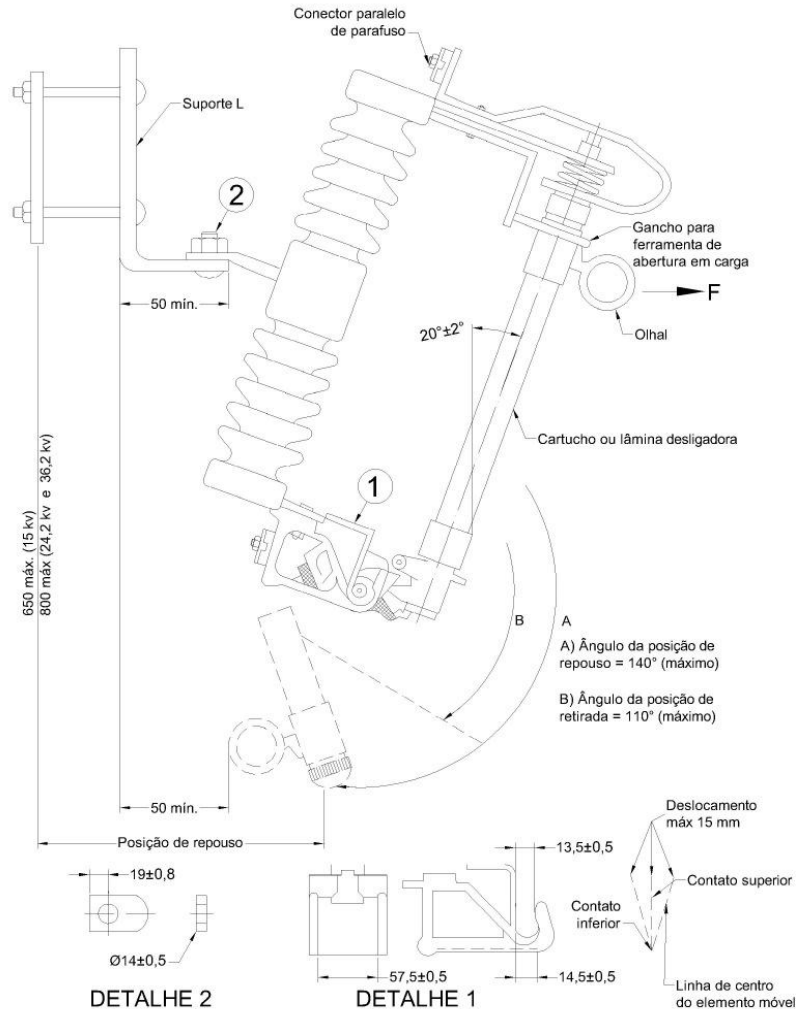 Conector paralelo
de parafuso
Suporte L
2
Gancho para
ferramenta de
abertura em carga
50 mín.
F
Olhal
20°±2°
Cartucho ou lâmina desligadora
1
650 máx. (15 kv)
800 máx (24,2 kv e 36,2 kv)
B
A
A) Ângulo da posição de
repouso = 140° (máximo)
B) Ângulo da posição de
retirada = 110° (máximo)
50 mín.
Posição de repouso
Deslocamento
máx 15 mm
13,5±0,5
19±0,8
Contato superior
Contato
inferior
Ø14±0,5
57,5±0,5
14,5±0,5
Linha de centro
do elemento móvel
DETALHE 2
DETALHE 1